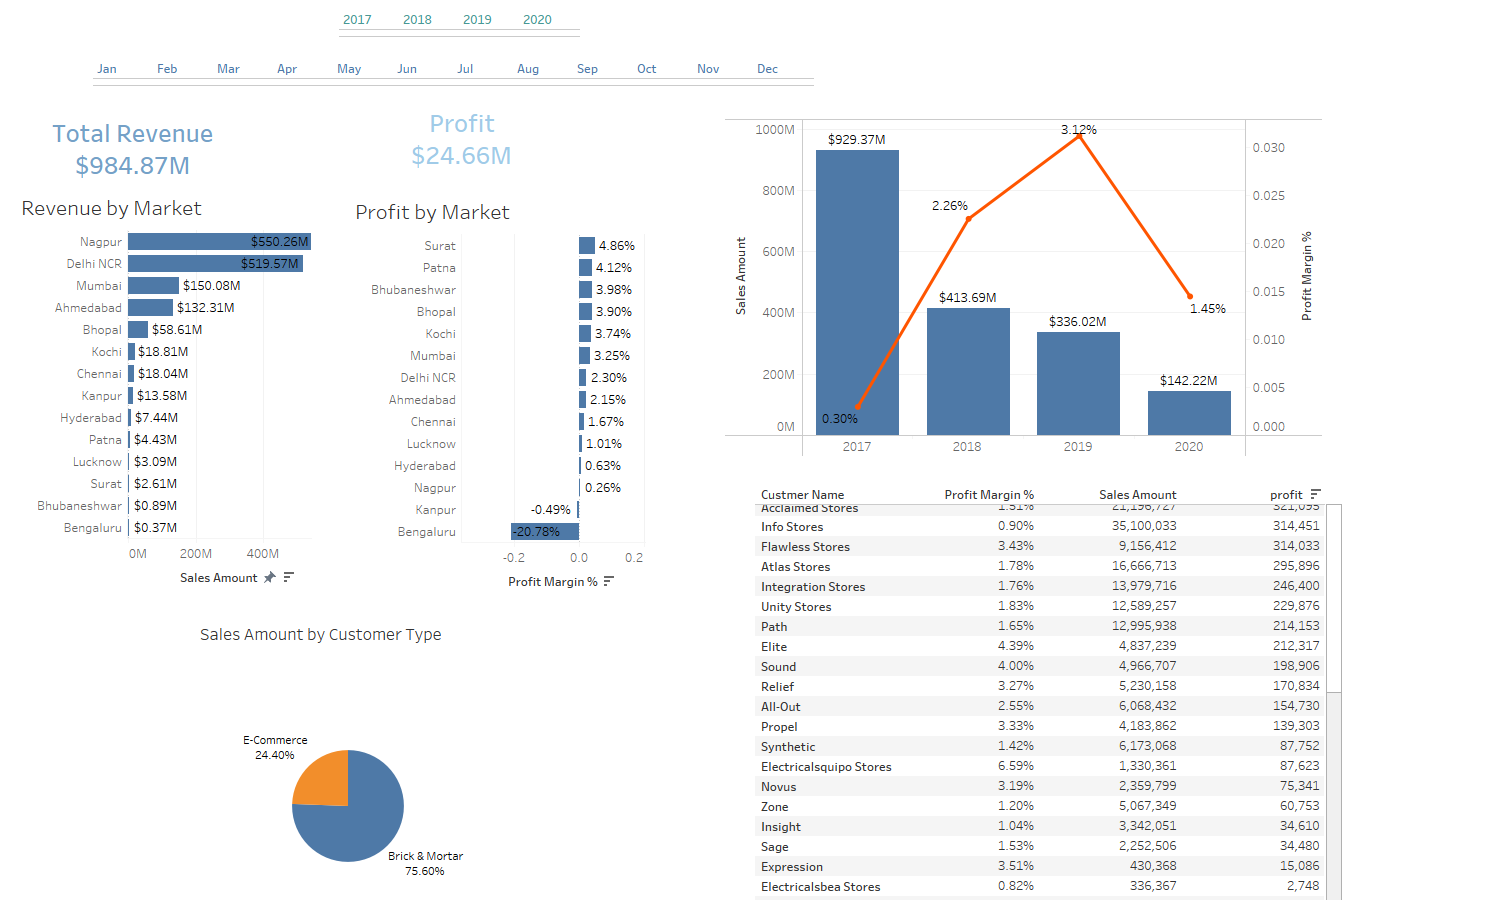 2017 2018 2019 2020
Jan Feb Mar Apr May Jun Jul Aug Sep Oct Nov Dec
Total Revenue
$984.87M
Profit
$24.66M
Revenue by Market
Nagpur $550.26M
Delhi NCR $519.57M
Mumbai $150.08M
Ahmedabad $132.31M
Bhopal $58.61M
Kochi $18.81M
Chennai $18.04M
Kanpur $13.58M
Hyderabad $7.44M
Patna $4.43M
Lucknow $3.09M
Surat $2.61M
Bhubaneshwar $0.89M
Bengaluru $0.37M
0M 200M 400M
Sales Amount
Profit by Market
Surat 4.86%
Patna 4.12%
Bhubaneshwar 3.98%
Bhopal 3.90%
Kochi 3.74%
Mumbai 3.25%
Delhi NCR 2.30%
Ahmedabad 2.15%
Chennai 1.67%
Lucknow 1.01%
Hyderabad 0.63%
Nagpur 0.26%
Kanpur -0.49%
Bengaluru -20.78%
-0.2 0.0 0.2
Profit Margin %
Sales Amount
1000M
800M
600M
400M
200M
0M
$929.37M
$413.69M
$336.02M
$142.22M
0.30%
2.26%
3.12%
1.45%
2017 2018 2019 2020
0.030
0.025
0.020
0.015
0.010
0.005
0.000
Profit Margin %
Sales Amount by Customer Type
E-Commerce
24.40%
Brick & Mortar
75.60%
Custmer Name Profit Margin % Sales Amount profit
Acclaimed Stores 1.51% 21,196,727 321,095
Info Stores 0.90% 35,100,033 314,451
Flawless Stores 3.43% 9,156,412 314,033
Atlas Stores 1.78% 16,666,713 295,896
Integration Stores 1.76% 13,979,716 246,400
Unity Stores 1.83% 12,589,257 229,876
Path 1.65% 12,995,938 214,153
Elite 4.39% 4,837,239 212,317
Sound 4.00% 4,966,707 198,906
Relief 3.27% 5,230,158 170,834
All-Out 2.55% 6,068,432 154,730
Propel 3.33% 4,183,862 139,303
Synthetic 1.42% 6,173,068 87,752
Electricalsquipo Stores 6.59% 1,330,361 87,623
Novus 3.19% 2,359,799 75,341
Zone 1.20% 5,067,349 60,753
Insight 1.04% 3,342,051 34,610
Sage 1.53% 2,252,506 34,480
Expression 3.51% 430,368 15,086
Electricalsbea Stores 0.82% 336,367 2,748